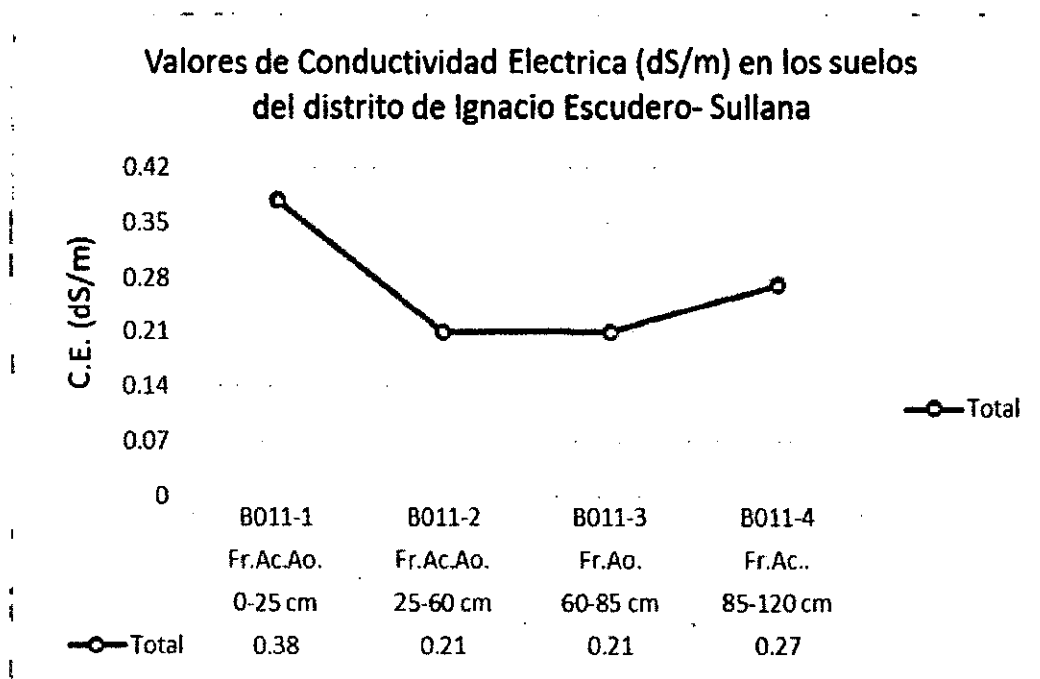 Valores de Conductividad Electrica (dS/m) en los suelos
del distrito de Ignacio Escudero- Sullana
C.E. (dS/m)
0.42
0.35
0.28
0.21
0.14
0.07
0
Total
B011-1 B011-2 B011-3 B011-4
Fr.Ac.Ao. Fr.Ac.Ao. Fr.Ao. Fr.Ac..
0-25 cm 25-60 cm 60-85 cm 85-120 cm
Total 0.38 0.21 0.21 0.27